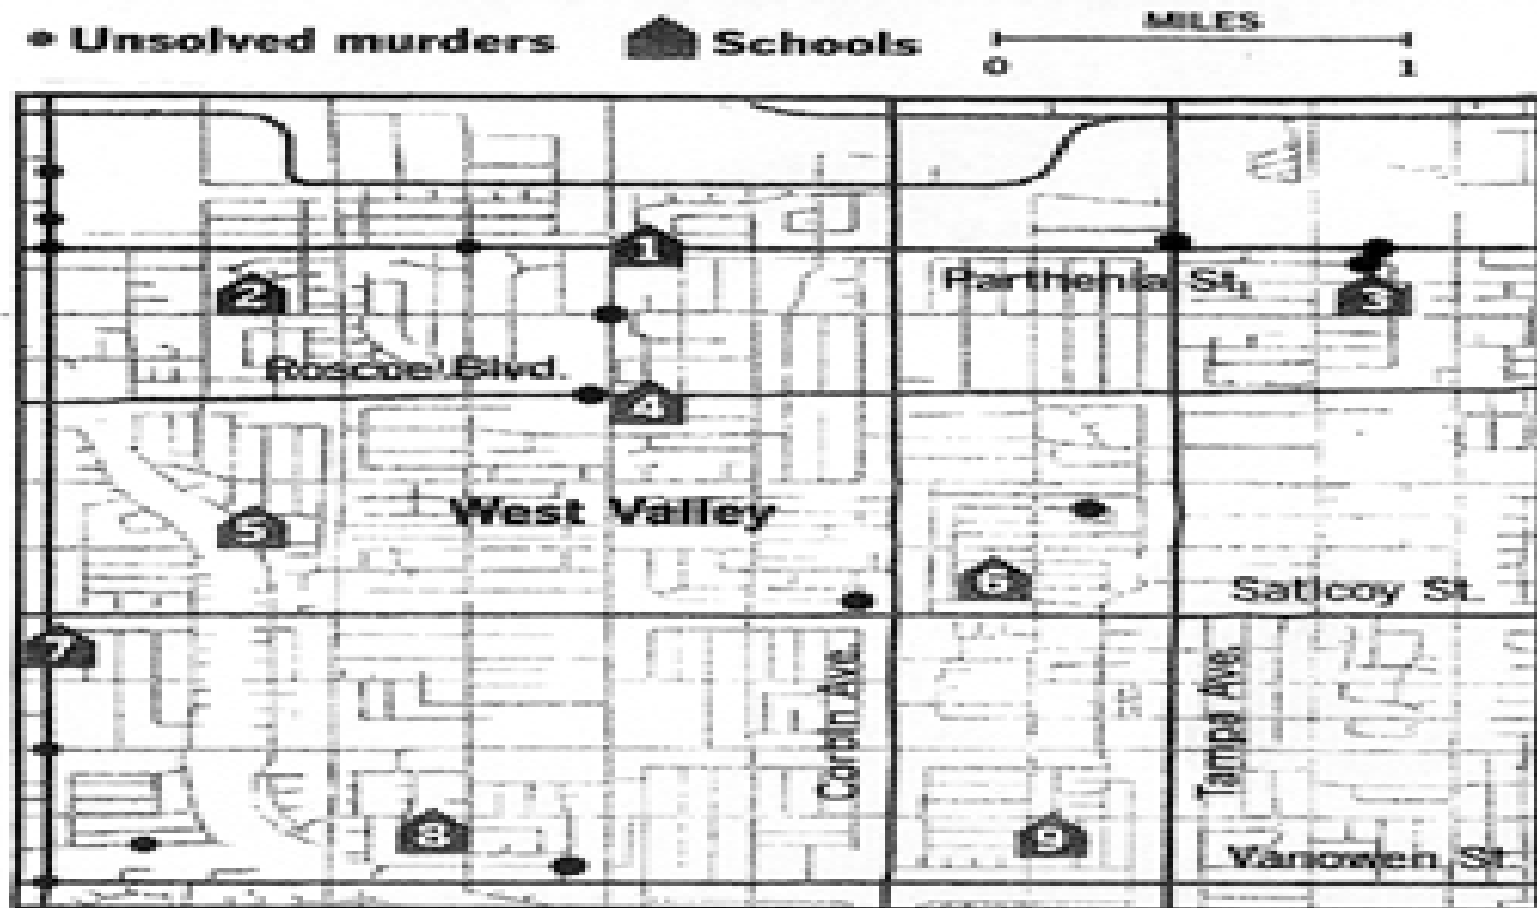 Unsolved murders
Schools
MILES
0 1
1
2
Parthenia St.
3
Roscoe Blvd.
4
West Valley
5
6
Saticoy St.
7
Corbin Ave.
Tampa Ave.
8
9
Vanowen St.